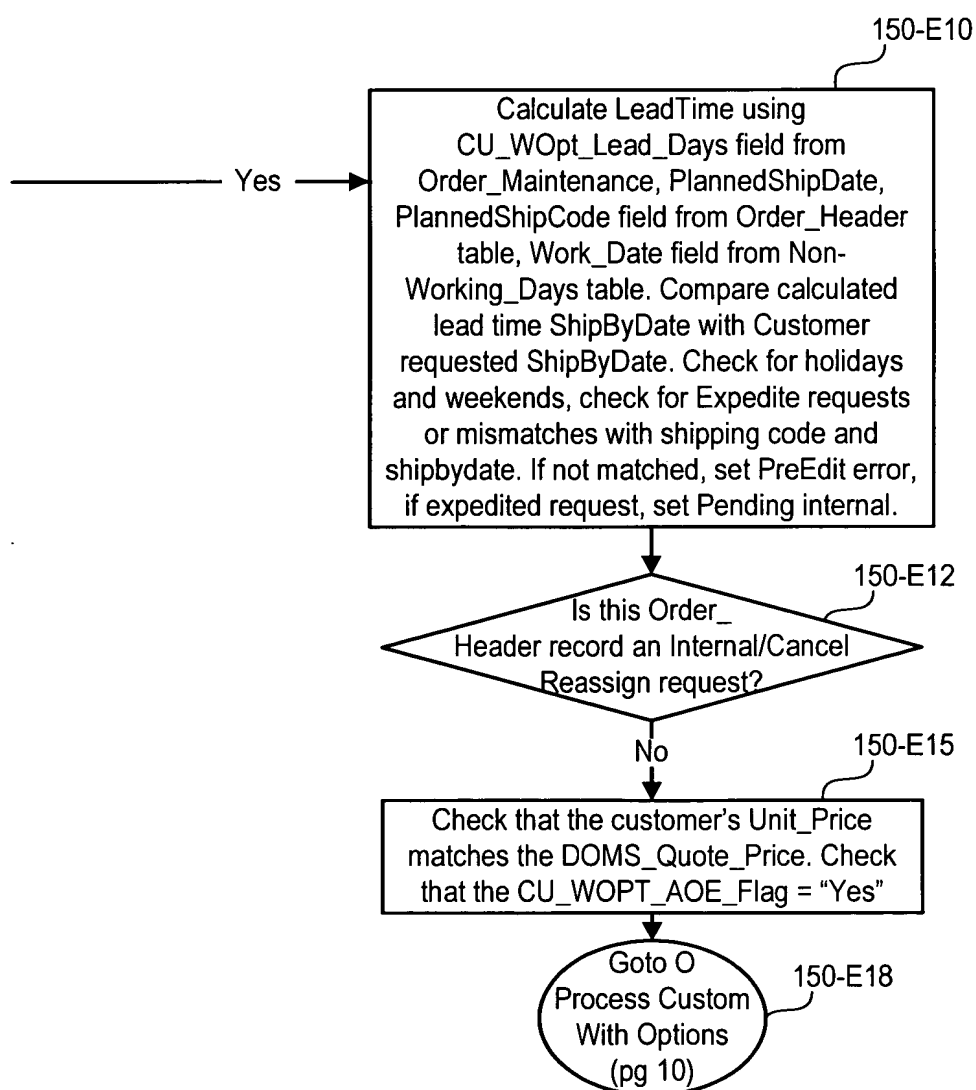 150-E10
Calculate LeadTime using
CU_WOpt_Lead_Days field from
Order_Maintenance, PlannedShipDate,
PlannedShipCode field from Order_Header
table, Work_Date field from Non-
Working_Days table. Compare calculated
lead time ShipByDate with Customer
requested ShipByDate. Check for holidays
and weekends, check for Expedite requests
or mismatches with shipping code and
shipbydate. If not matched, set PreEdit error,
if expedited request, set Pending internal.
Yes
150-E12
Is this Order_
Header record an Internal/Cancel
Reassign request?
No
150-E15
Check that the customer's Unit_Price
matches the DOMS_Quote_Price. Check
that the CU_WOPT_AOE_Flag = “Yes”
Goto O
Process Custom
With Options
(pg 10)
150-E18